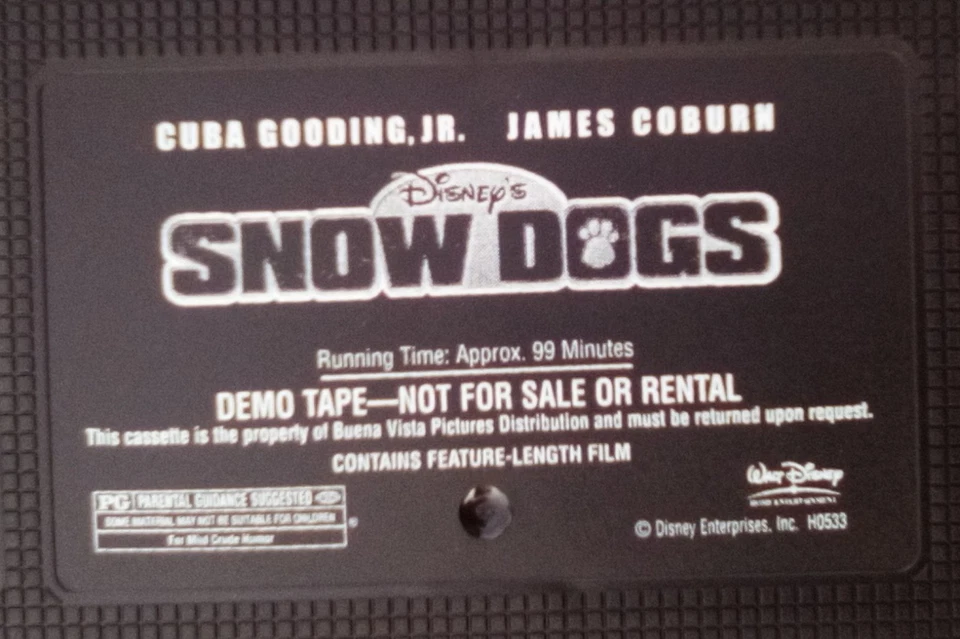 CUBA GOODING, JR. JAMES COBURN
DISNEY'S
SNOW DOGS
Running Time: Approx. 99 Minutes
DEMO TAPE—NOT FOR SALE OR RENTAL
This cassette is the property of Buena Vista Pictures Distribution and must be returned upon request.
CONTAINS FEATURE-LENGTH FILM
PG PARENTAL GUIDANCE SUGGESTED
SOME MATERIAL MAY NOT BE SUITABLE FOR CHILDREN
For Mild Crude Humor
WALT DISNEY
HOME ENTERTAINMENT
© Disney Enterprises, Inc. H0533